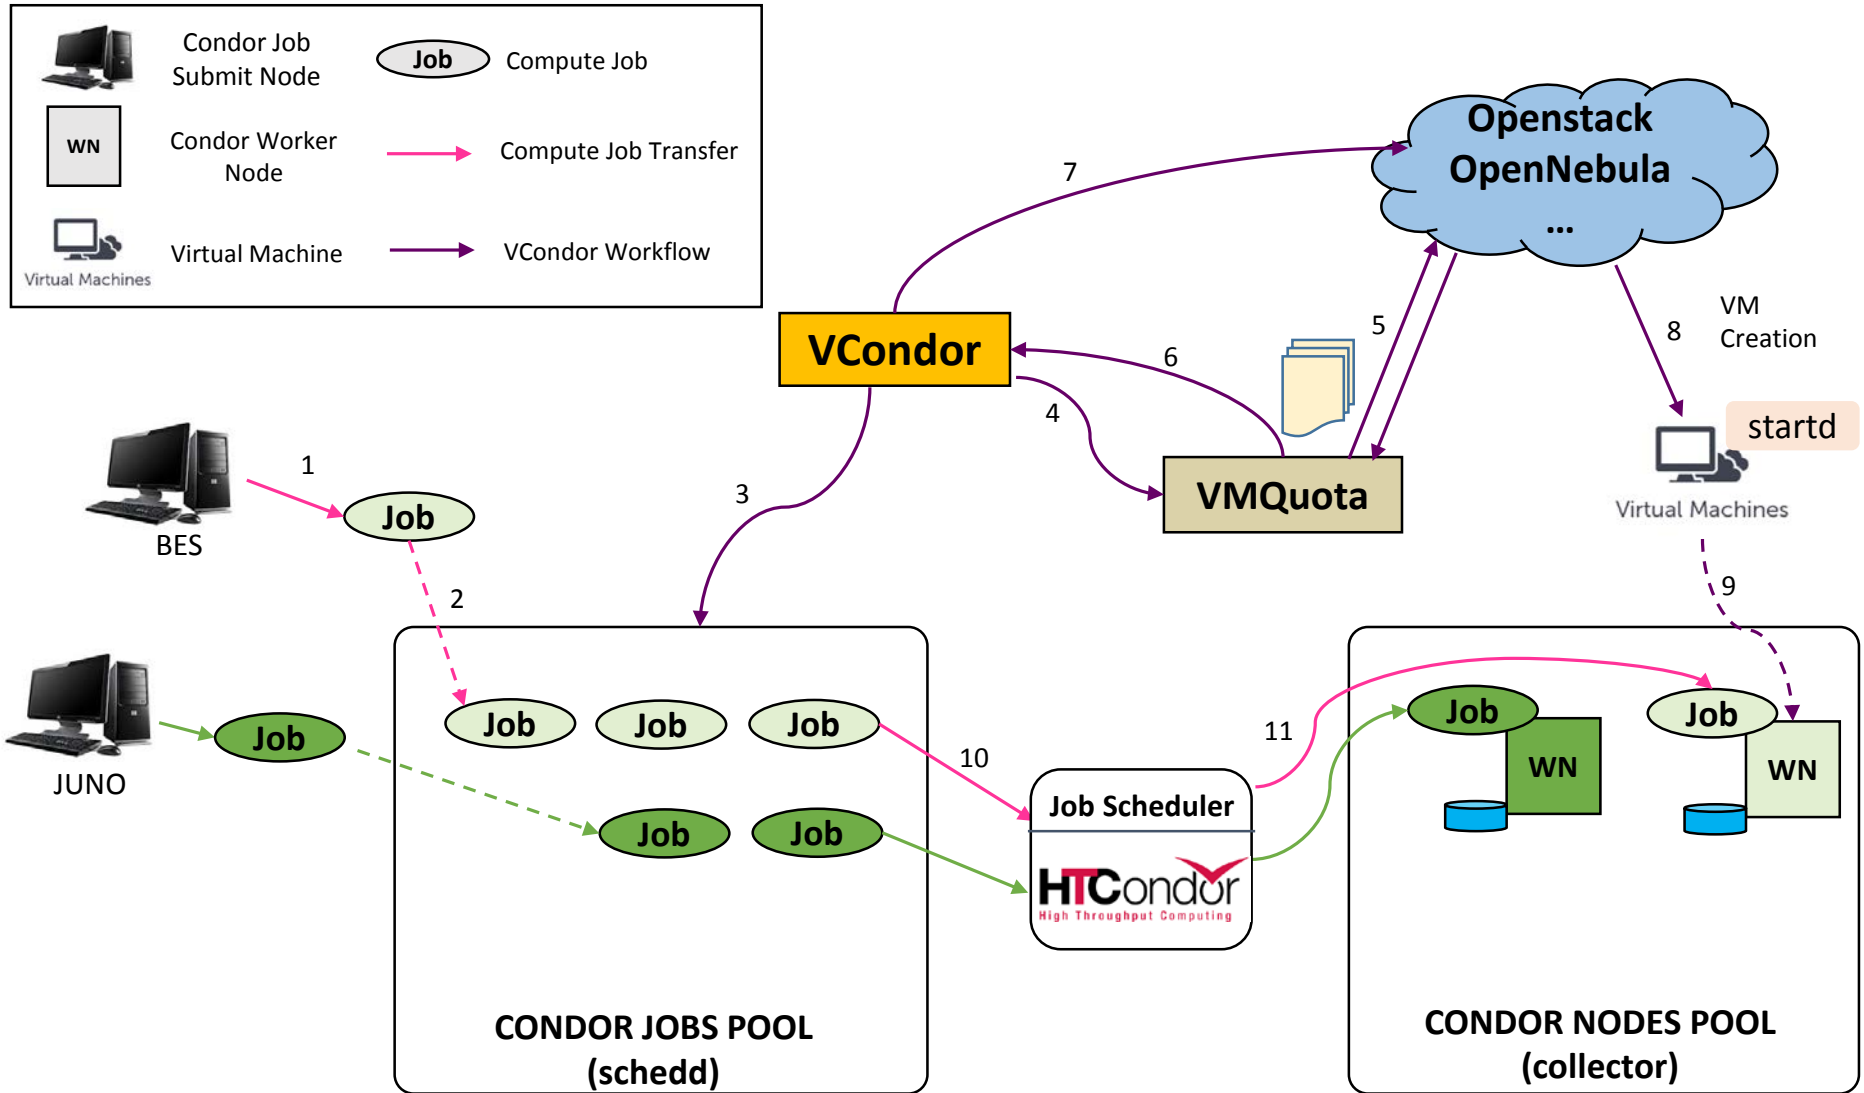 Condor Job
Submit Node
Job
Compute Job
WN
Condor Worker
Node
Compute Job Transfer
Virtual Machines
Virtual Machine
VCondor Workflow
Openstack
OpenNebula
...
7
VCondor
6
5
4
8
VM
Creation
startd
Virtual Machines
VMQuota
BES
1
Job
3
2
9
JUNO
Job
Job
Job
Job
Job
Job
10
11
Job Scheduler
HTCondor
High Throughput Computing
Job
WN
Job
WN
CONDOR JOBS POOL
(schedd)
CONDOR NODES POOL
(collector)